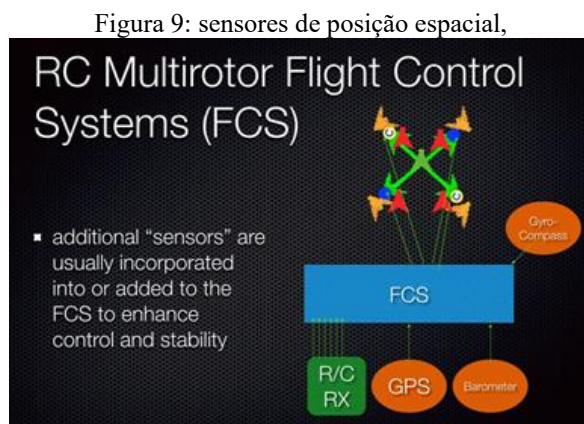 Figura 9: sensores de posição espacial,
RC Multirotor Flight Control
Systems (FCS)
additional “sensors” are
usually incorporated
into or added to the
FCS to enhance
control and stability
Gyro-
Compass
FCS
R/C
RX
GPS
Barometer